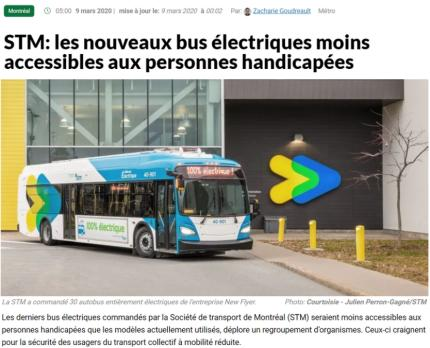 Montréal 05:00 9 mars 2020 | mise à jour le: 9 mars 2020 à 00:02 Par: Zacharie Goudreault Métro
STM: les nouveaux bus électriques moins
accessibles aux personnes handicapées
100% électrique !
40-901
100% électrique
La STM a commandé 30 autobus entièrement électriques de l'entreprise New Flyer. Photo: Courtoisie - Julien Perron-Gagné/STM
Les derniers bus électriques commandés par la Société de transport de Montréal (STM) seraient moins accessibles aux
personnes handicapées que les modèles actuellement utilisés, déplore un regroupement d'organismes. Ceux-ci craignent
pour la sécurité des usagers du transport collectif à mobilité réduite.